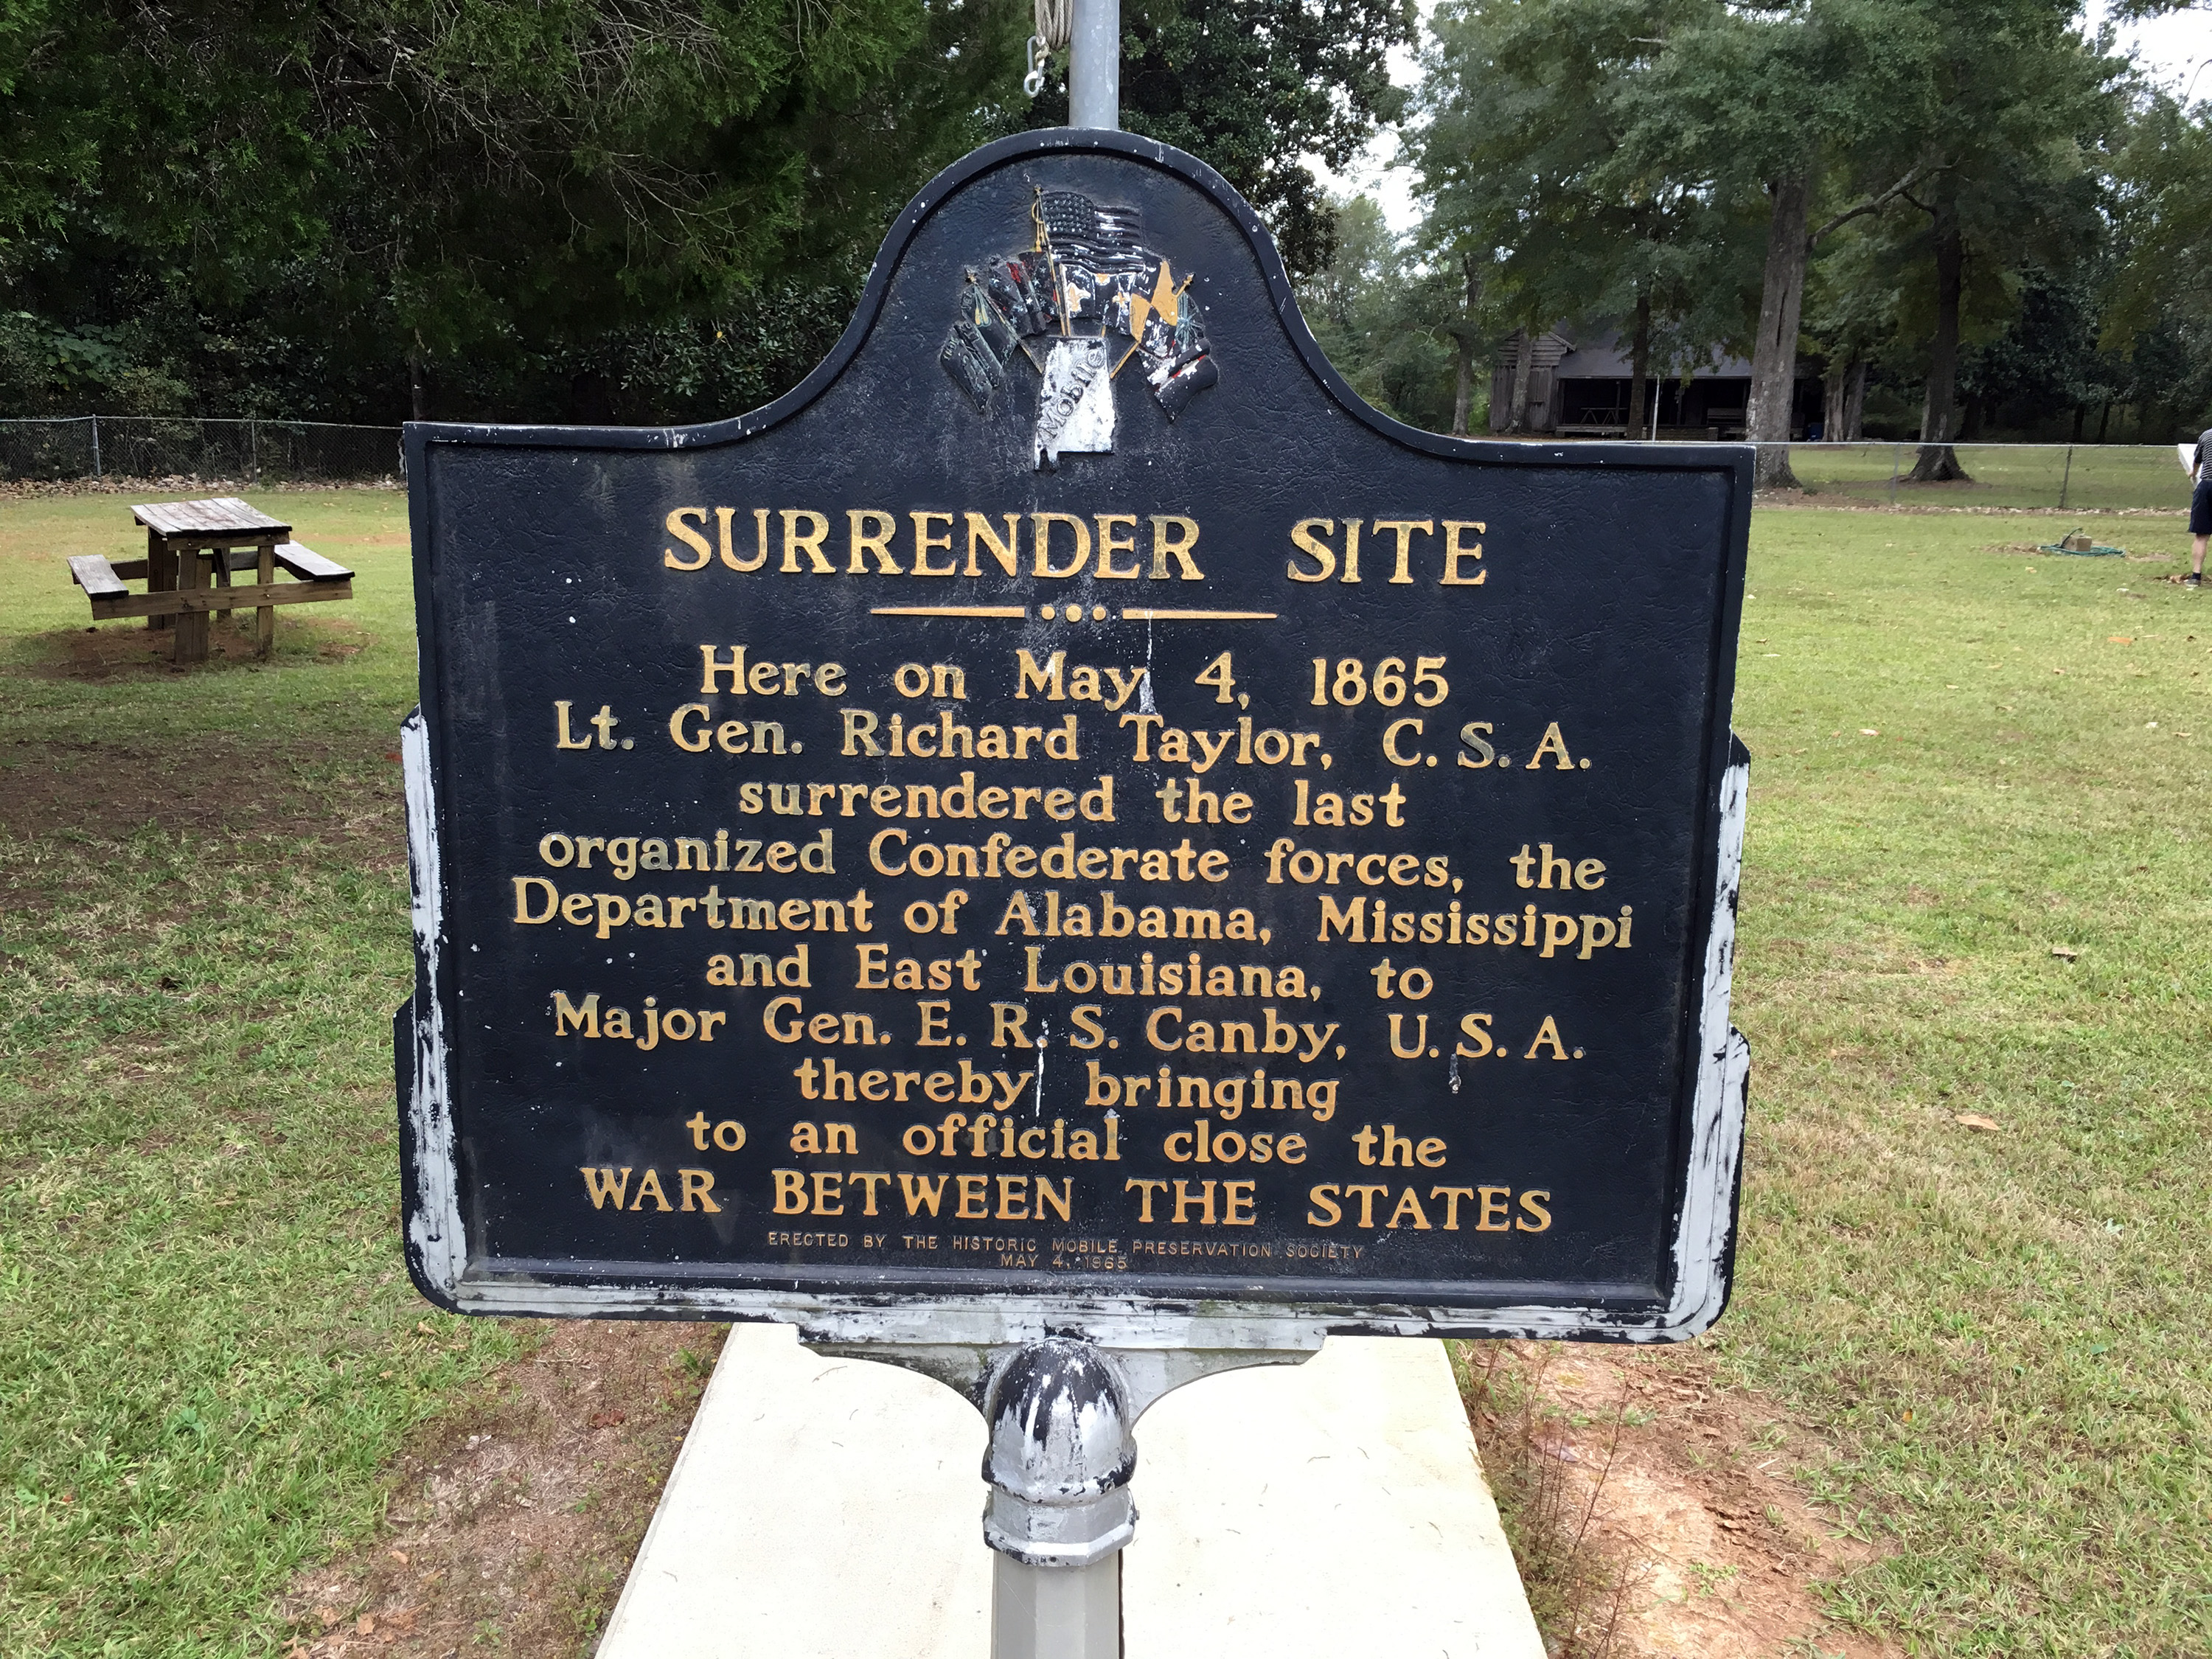 Mobile
SURRENDER SITE
Here on May 4, 1865
Lt. Gen. Richard Taylor, C. S. A.
surrendered the last
organized Confederate forces, the
Department of Alabama, Mississippi
and East Louisiana, to
Major Gen. E. R. S. Canby, U. S. A.
thereby bringing
to an official close the
WAR BETWEEN THE STATES
ERECTED BY THE HISTORIC MOBILE PRESERVATION SOCIETY
MAY 4, 1965